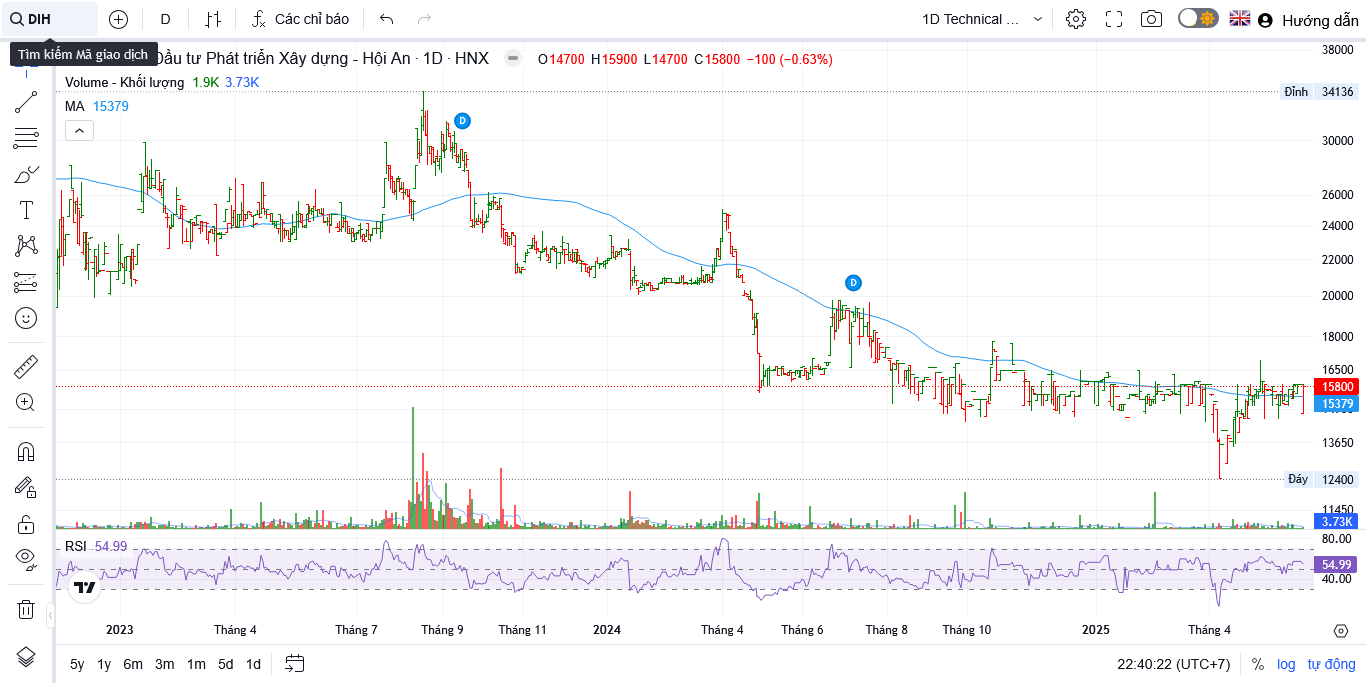 DIH
D
Các chỉ báo
1D Technical ...
Hướng dẫn
Tìm kiếm Mã giao dịch
Đầu tư Phát triển Xây dựng - Hội An · 1D · HNX
O14700 H15900 L14700 C15800 −100 (−0.63%)
Volume - Khối lượng 1.9K 3.73K
MA 15379
D
D
38000
Đỉnh 34136
30000
26000
24000
22000
20000
18000
16500
15800
15379
13650
Đáy 12400
11450
3.73K
RSI 54.99
80.00
54.99
40.00
2023 Tháng 4 Tháng 7 Tháng 9 Tháng 11 2024 Tháng 4 Tháng 6 Tháng 8 Tháng 10 2025 Tháng 4
5y 1y 6m 3m 1m 5d 1d
22:40:22 (UTC+7) % log tự động